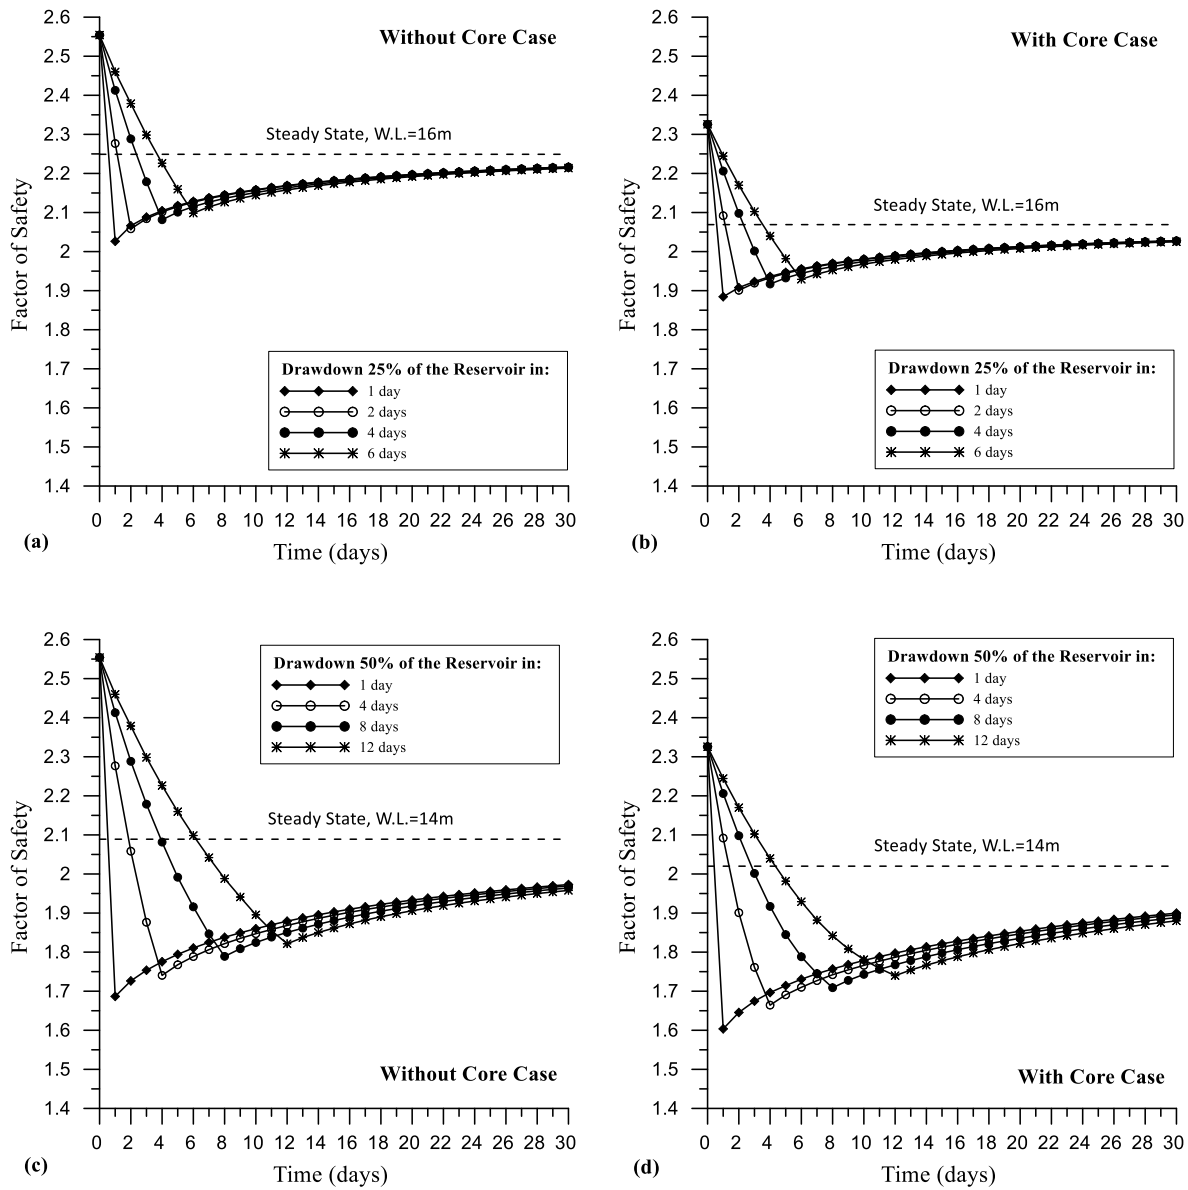 Without Core Case
Steady State, W.L.=16m
Factor of Safety
2.6
2.5
2.4
2.3
2.2
2.1
2
1.9
1.8
1.7
1.6
1.5
1.4
Drawdown 25% of the Reservoir in:
1 day
2 days
4 days
6 days
0 2 4 6 8 10 12 14 16 18 20 22 24 26 28 30
(a)
Time (days)
With Core Case
Steady State, W.L.=16m
Factor of Safety
2.6
2.5
2.4
2.3
2.2
2.1
2
1.9
1.8
1.7
1.6
1.5
1.4
Drawdown 25% of the Reservoir in:
1 day
2 days
4 days
6 days
0 2 4 6 8 10 12 14 16 18 20 22 24 26 28 30
(b)
Time (days)
Drawdown 50% of the Reservoir in:
1 day
4 days
8 days
12 days
Steady State, W.L.=14m
Factor of Safety
2.6
2.5
2.4
2.3
2.2
2.1
2
1.9
1.8
1.7
1.6
1.5
1.4
Without Core Case
0 2 4 6 8 10 12 14 16 18 20 22 24 26 28 30
(c)
Time (days)
Drawdown 50% of the Reservoir in:
1 day
4 days
8 days
12 days
Steady State, W.L.=14m
Factor of Safety
2.6
2.5
2.4
2.3
2.2
2.1
2
1.9
1.8
1.7
1.6
1.5
1.4
With Core Case
0 2 4 6 8 10 12 14 16 18 20 22 24 26 28 30
(d)
Time (days)